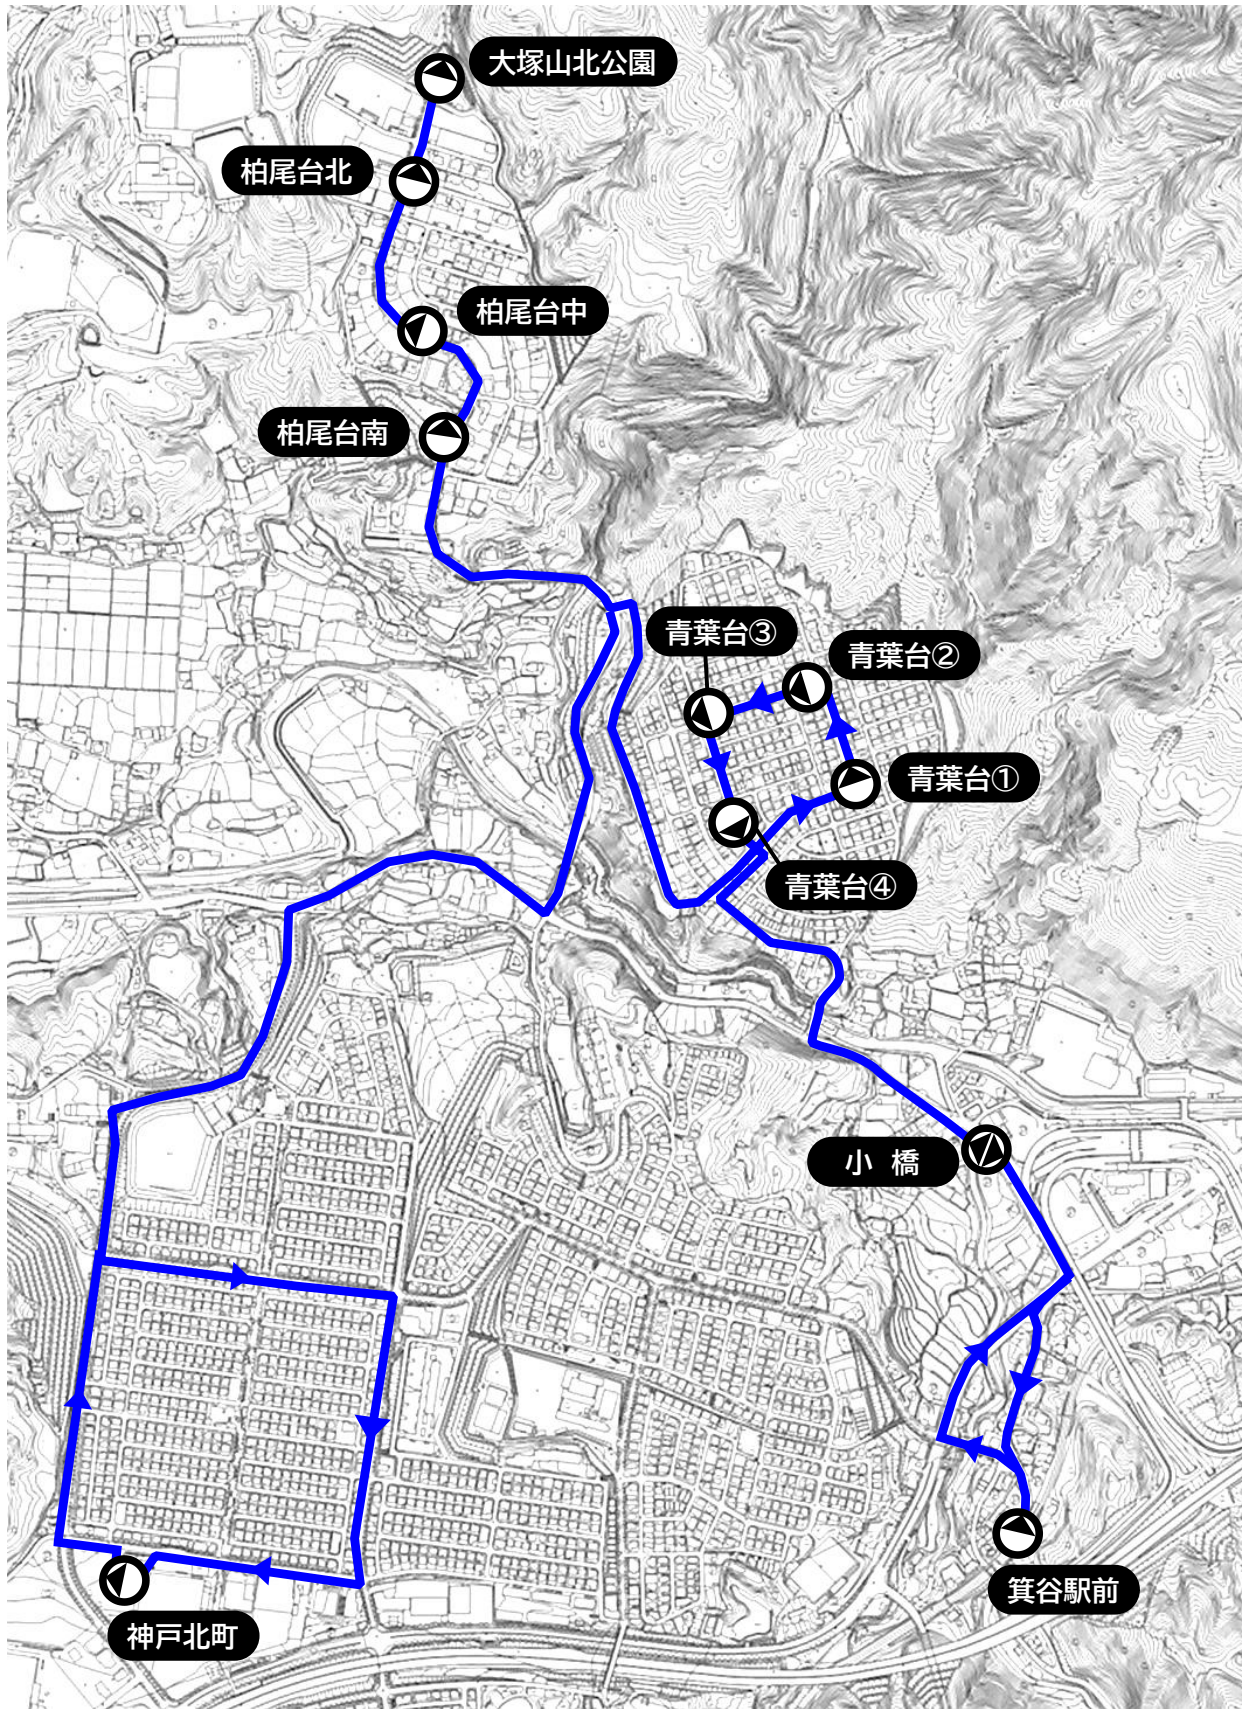 大塚山北公園
柏尾台北
柏尾台中
柏尾台南
青葉台③
青葉台②
青葉台①
青葉台④
小 橋
箕谷駅前
神戸北町